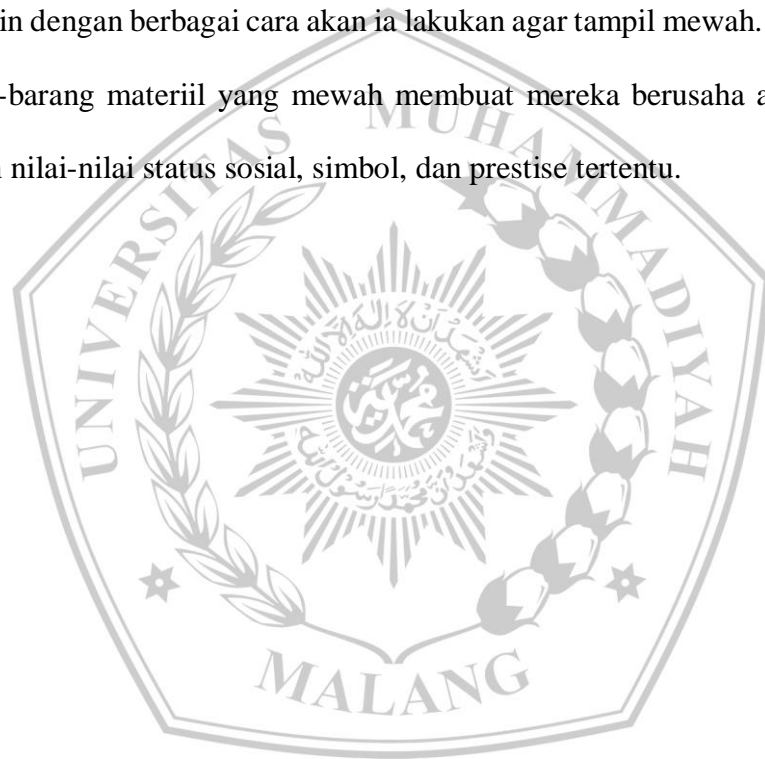 in dengan berbagai cara akan ia lakukan agar tampil mewah.
-barang materiil yang mewah membuat mereka berusaha a
nilai-nilai status sosial, simbol, dan prestise tertentu.
UNIVERSITAS MUHAMMADIYAH
MALANG